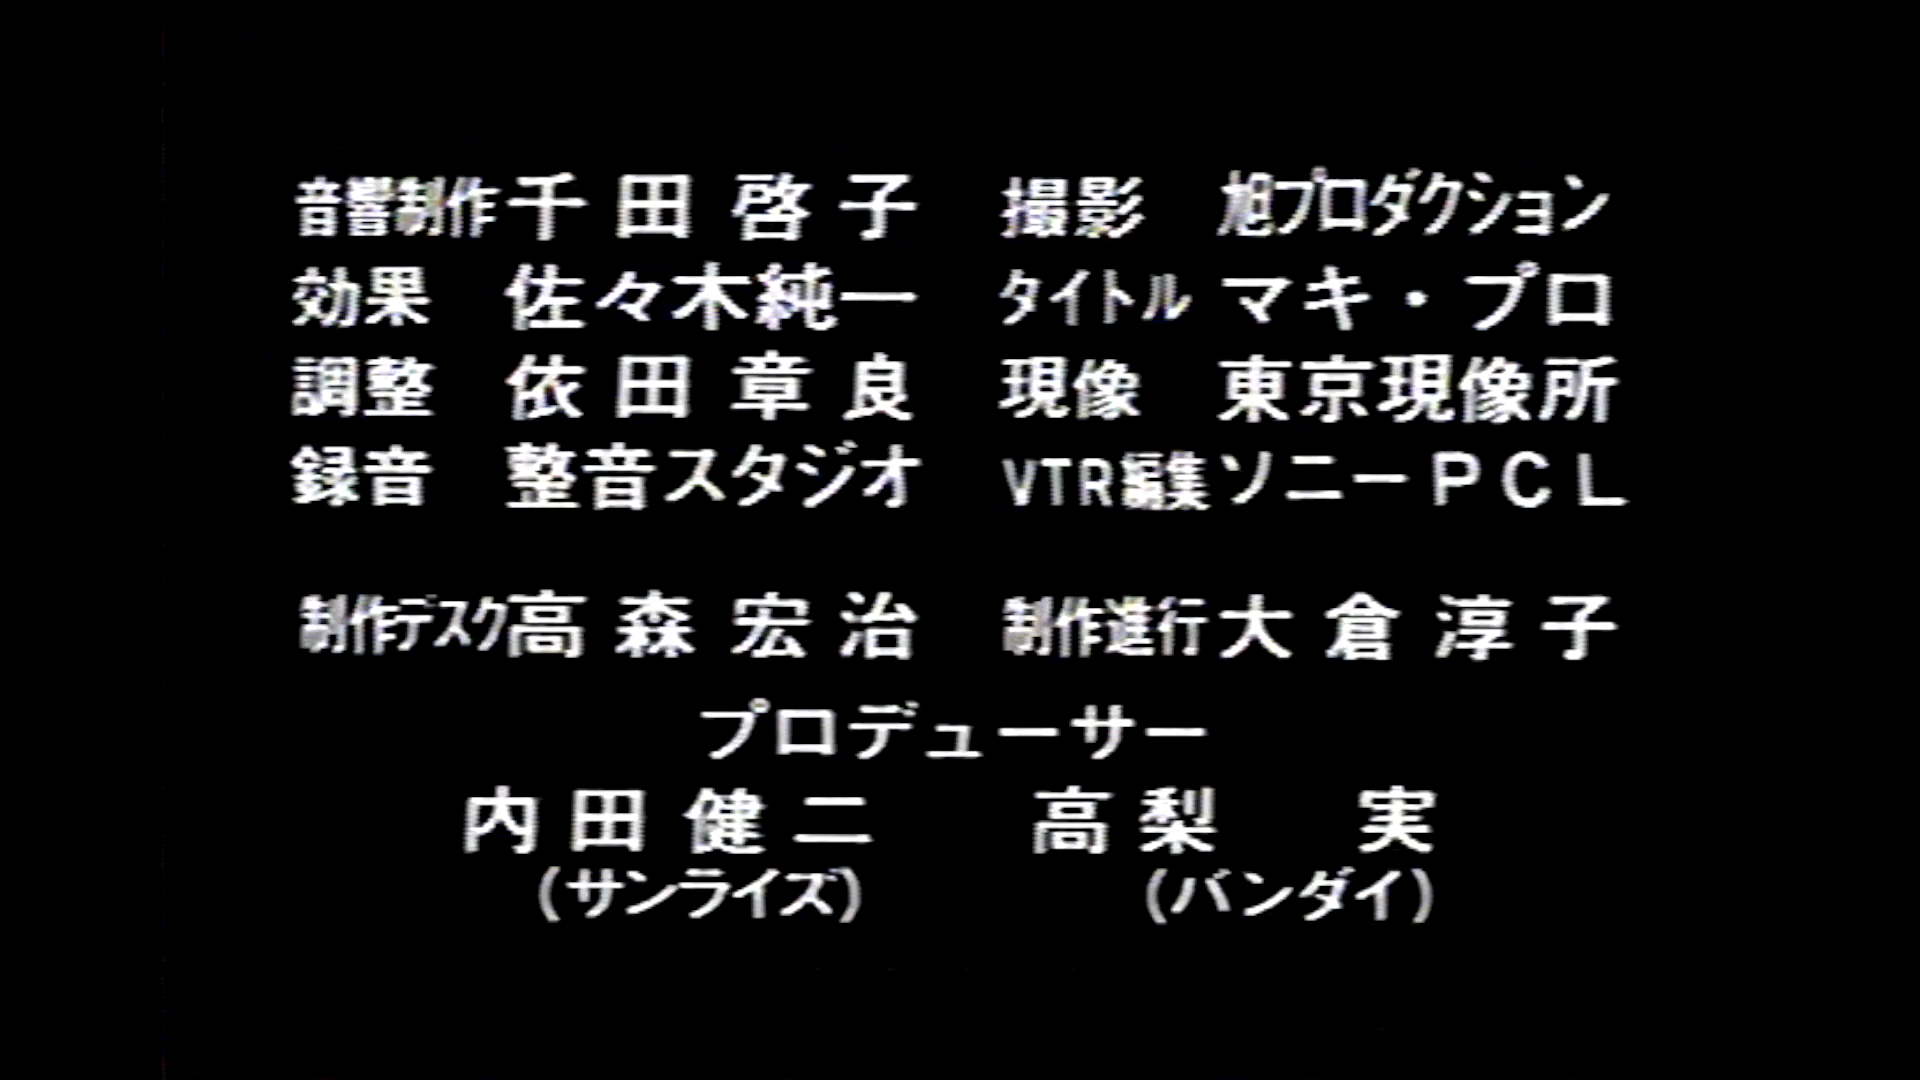 音響制作 千田啓子 撮影 旭プロダクション
効果 佐々木純一 タイトル マキ・プロ
調整 依田章良 現像 東京現像所
録音 整音スタジオ VTR編集 ソニーPCL
制作デスク 高森宏治 制作進行 大倉淳子
プロデューサー
内田健二 高梨 実
(サンライズ) (バンダイ)